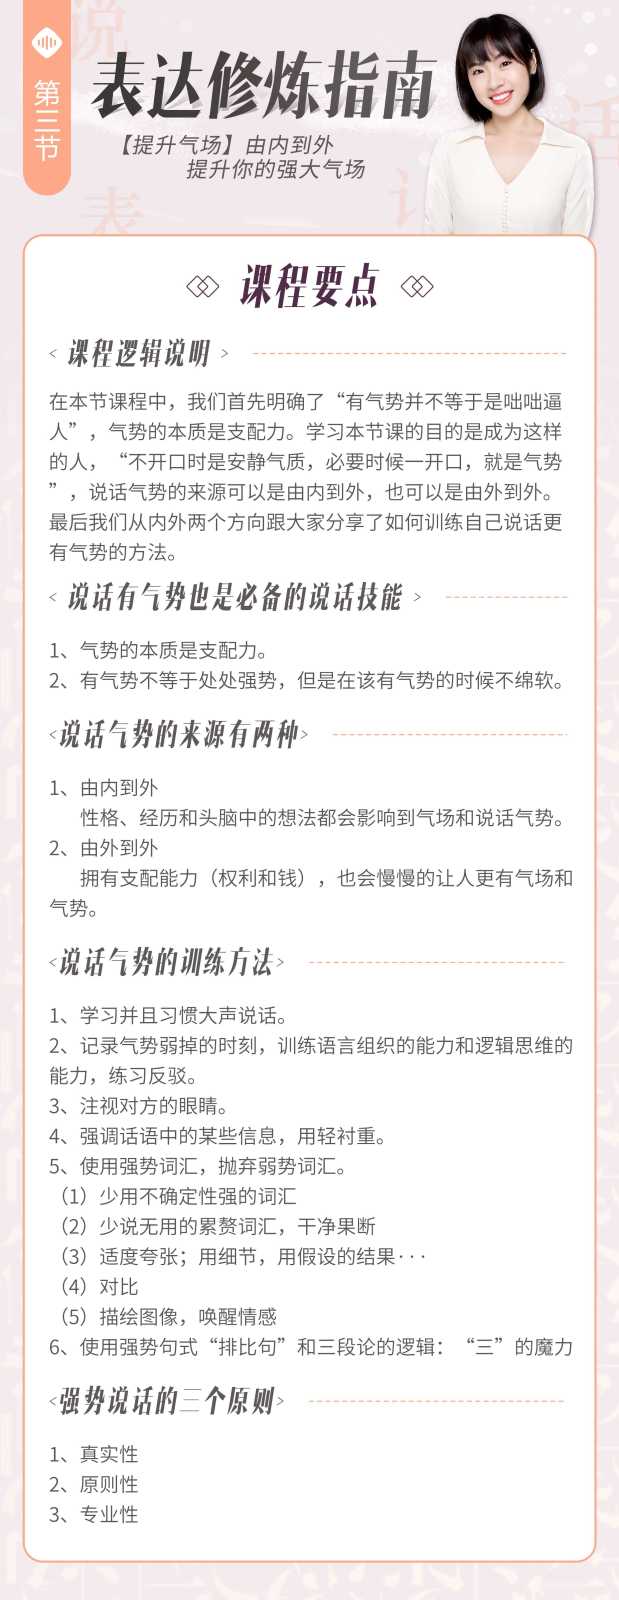 第三节
表达修炼指南
【提升气场】由内到外
提升你的强大气场
说
话
表
课程要点
< 课程逻辑说明 >
在本节课程中，我们首先明确了“有气势并不等于是咄咄逼
人”，气势的本质是支配力。学习本节课的目的是成为这样
的人，“不开口时是安静气质，必要时候一开口，就是气势
”，说话气势的来源可以是由内到外，也可以是由外到外。
最后我们从内外两个方向跟大家分享了如何训练自己说话更
有气势的方法。
< 说话有气势也是必备的说话技能 >
1、气势的本质是支配力。
2、有气势不等于处处强势，但是在该有气势的时候不绵软。
<说话气势的来源有两种>
1、由内到外
性格、经历和头脑中的想法都会影响到气场和说话气势。
2、由外到外
拥有支配能力（权利和钱），也会慢慢的让人更有气场和
气势。
<说话气势的训练方法>
1、学习并且习惯大声说话。
2、记录气势弱掉的时刻，训练语言组织的能力和逻辑思维的
能力，练习反驳。
3、注视对方的眼睛。
4、强调话语中的某些信息，用轻衬重。
5、使用强势词汇，抛弃弱势词汇。
（1）少用不确定性强的词汇
（2）少说无用的累赘词汇，干净果断
（3）适度夸张；用细节，用假设的结果···
（4）对比
（5）描绘图像，唤醒情感
6、使用强势句式“排比句”和三段论的逻辑：“三”的魔力
<强势说话的三个原则>
1、真实性
2、原则性
3、专业性